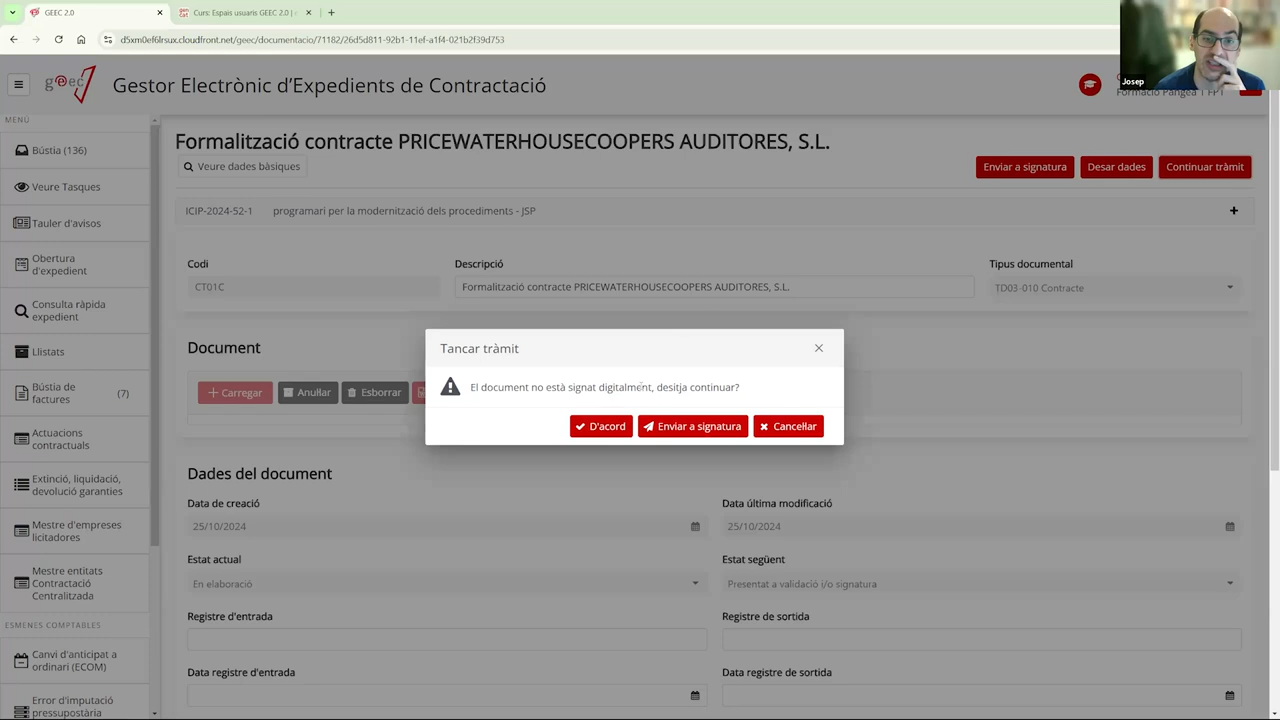 GEEC 2.0
Curs: Espais usuaris GEEC 2.0 |
d5xm0ef6lrsux.cloudfront.net/geec/documentacio/71182/26d5d811-92b1-11ef-a1f4-021b2f39d753
Josep
geec
Gestor Electrònic d'Expedients de Contractació
Formació Pangea 1 FPT
MENÚ
Bústia (136)
Veure Tasques
Tauler d'avisos
Obertura
d'expedient
Consulta ràpida
expedient
Llistats
Bústia de
factures
(7)
Actuacions
contractuals
Extinció, liquidació,
devolució garanties
Mestre d'empreses
licitadores
Mestre entitats
Contractació
Centralitzada
ESMENES COMPTABLES
Canvi d'anticipat a
ordinari (ECOM)
Error d'imputació
pressupostària
Formalització contracte PRICEWATERHOUSECOOPERS AUDITORES, S.L.
Veure dades bàsiques
Enviar a signatura
Desar dades
Continuar tràmit
ICIP-2024-52-1 programari per la modernització dels procediments - JSP
Codi
Descripció
Tipus documental
CT01C
Formalització contracte PRICEWATERHOUSECOOPERS AUDITORES, S.L.
TD03-010 Contracte
Document
Carregar
Anul·lar
Esborrar
Tancar tràmit
El document no està signat digitalment, desitja continuar?
D'acord
Enviar a signatura
Cancel·lar
Dades del document
Data de creació
Data última modificació
25/10/2024
25/10/2024
Estat actual
Estat següent
En elaboració
Presentat a validació i/o signatura
Registre d'entrada
Registre de sortida
Data registre d'entrada
Data registre de sortida